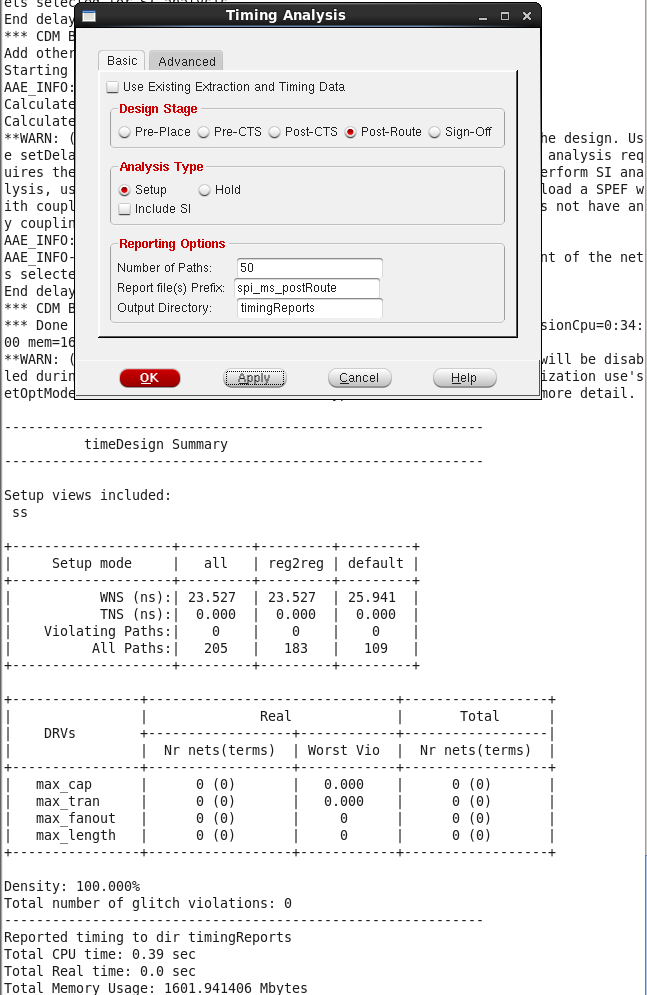 ets selected for SI analysis
End delay
*** CDM B
Add other
Starting
AAE_INFO:
Calculate
Calculate
**WARN: ( he design. Us
e setDela analysis req
uires the erform SI ana
lysis, us load a SPEF w
ith coupl s not have an
y couplin
AAE_INFO:
AAE_INFO- nt of the net
s selecte
End delay
*** CDM B
*** Done sionCpu=0:34:
00 mem=16
**WARN: ( will be disab
led durin ization use's
etOptMode more detail.
Timing Analysis
Basic Advanced
Use Existing Extraction and Timing Data
Design Stage
Pre-Place Pre-CTS Post-CTS Post-Route Sign-Off
Analysis Type
Setup Hold
Include SI
Reporting Options
Number of Paths: 50
Report file(s) Prefix: spi_ms_postRoute
Output Directory: timingReports
OK Apply Cancel Help
------------------------------------------------------------
timeDesign Summary
------------------------------------------------------------
Setup views included:
ss
+--------------------+---------+---------+---------+
| Setup mode | all | reg2reg | default |
+--------------------+---------+---------+---------+
| WNS (ns):| 23.527 | 23.527 | 25.941 |
| TNS (ns):| 0.000 | 0.000 | 0.000 |
| Violating Paths:| 0 | 0 | 0 |
| All Paths:| 205 | 183 | 109 |
+--------------------+---------+---------+---------+
+----------------+-------------------------------+------------------+
| | Real | Total |
| DRVs +------------------+------------+------------------|
| | Nr nets(terms) | Worst Vio | Nr nets(terms) |
+----------------+------------------+------------+------------------+
| max_cap | 0 (0) | 0.000 | 0 (0) |
| max_tran | 0 (0) | 0.000 | 0 (0) |
| max_fanout | 0 (0) | 0 | 0 (0) |
| max_length | 0 (0) | 0 | 0 (0) |
+----------------+------------------+------------+------------------+
Density: 100.000%
Total number of glitch violations: 0
------------------------------------------------------------
Reported timing to dir timingReports
Total CPU time: 0.39 sec
Total Real time: 0.0 sec
Total Memory Usage: 1601.941406 Mbytes